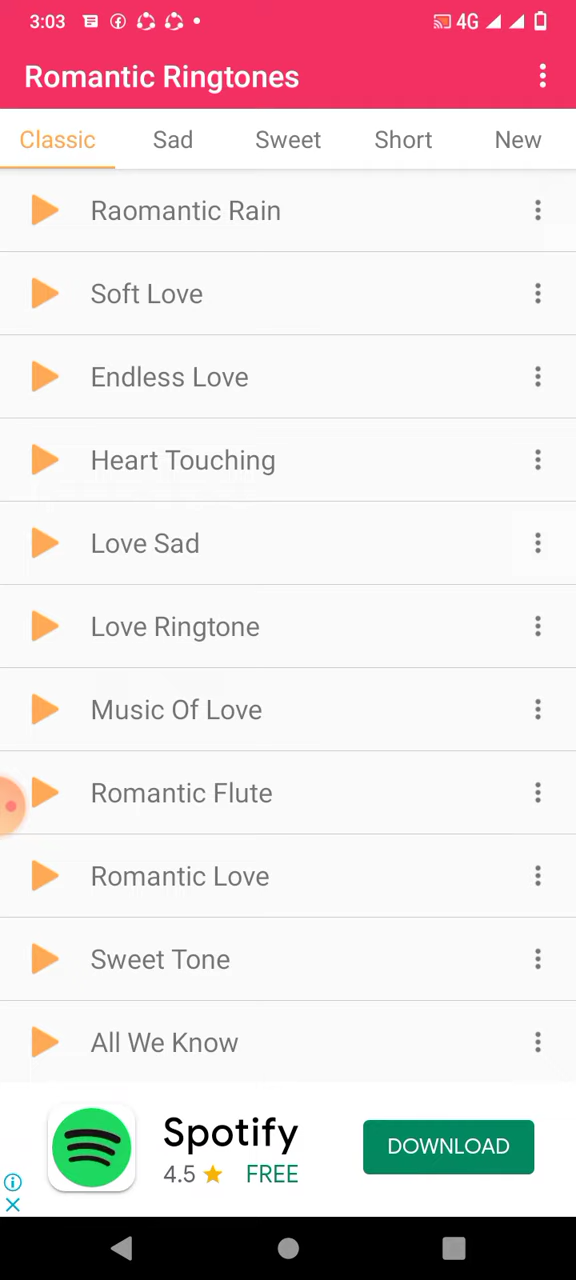 3:03 4G
Romantic Ringtones
Classic Sad Sweet Short New
Raomantic Rain
Soft Love
Endless Love
Heart Touching
Love Sad
Love Ringtone
Music Of Love
Romantic Flute
Romantic Love
Sweet Tone
All We Know
Spotify
4.5 FREE
DOWNLOAD